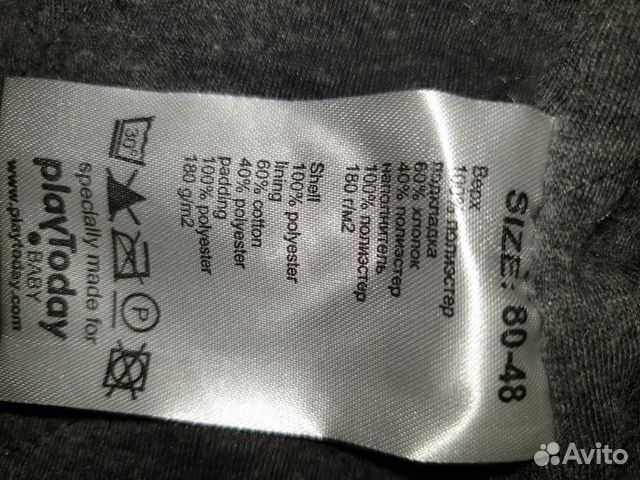 SIZE: 80-48
Верх
100% полиэстер
подкладка
60% хлопок
40% полиэстер
наполнитель
100% полиэстер
180 г/м2
Shell
100% polyester
lining
60% cotton
40% polyester
padding
100% polyester
180 g/m2
30°
P
specially made for
playToday
BABY
www.playtoday.com
Avito